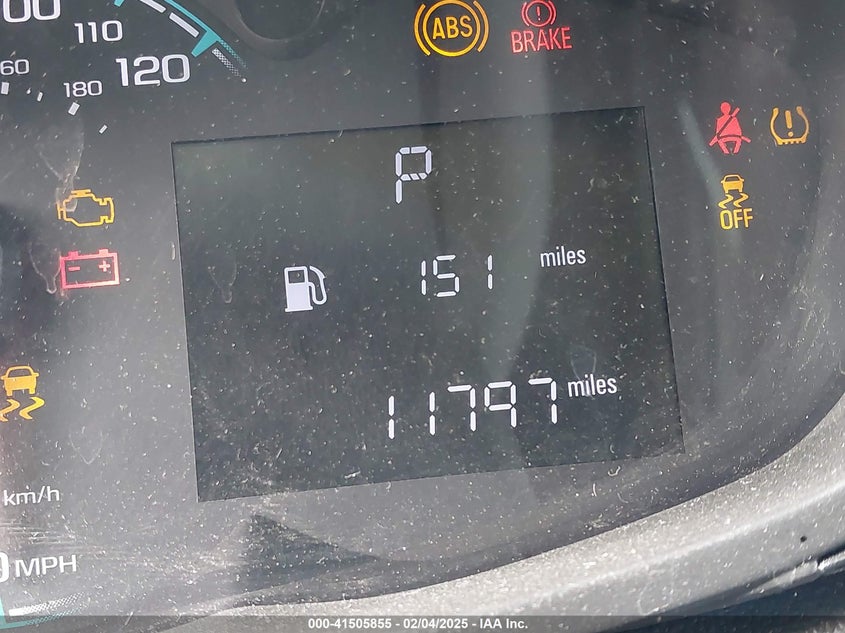 110
60
120
180
ABS
BRAKE
P
OFF
151 miles
11797 miles
km/h
MPH
000-41505855 - 02/04/2025 - IAA Inc.